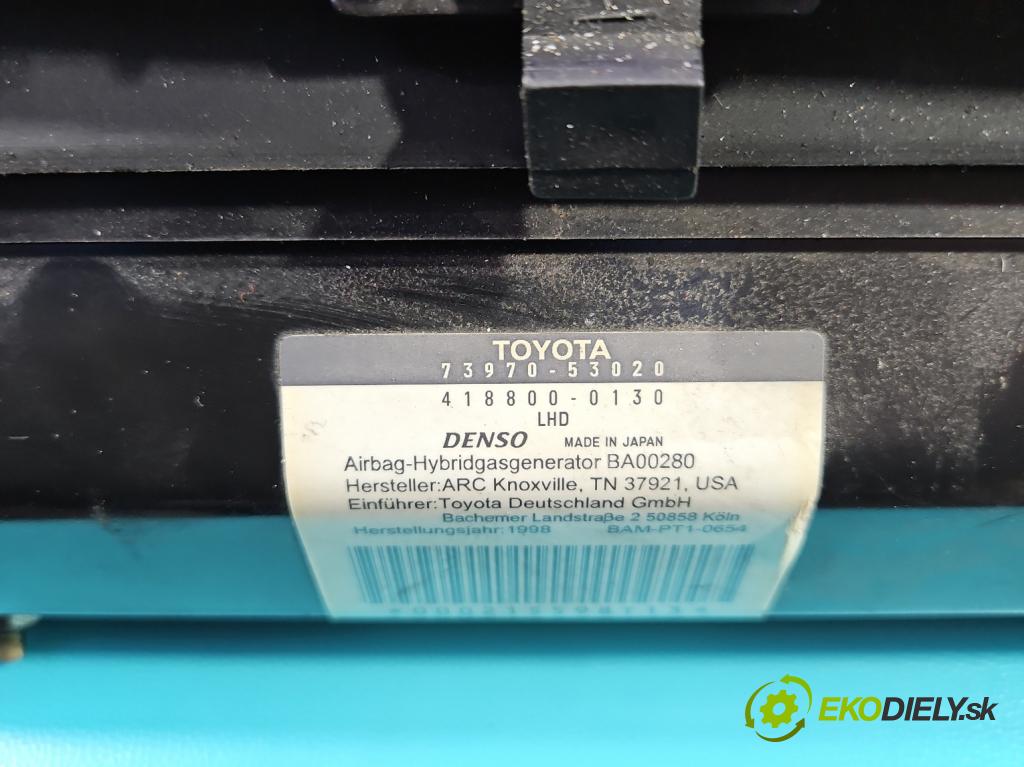 TOYOTA
73970-53020
418800-0130
LHD
DENSO MADE IN JAPAN
Airbag-Hybridgasgenerator BA00280
Hersteller:ARC Knoxville, TN 37921, USA
Einführer:Toyota Deutschland GmbH
Bachemer Landstraße 2 50858 Köln
Herstellungsjahr:1998 BAM-PT1-0654
EKODIELY.sk